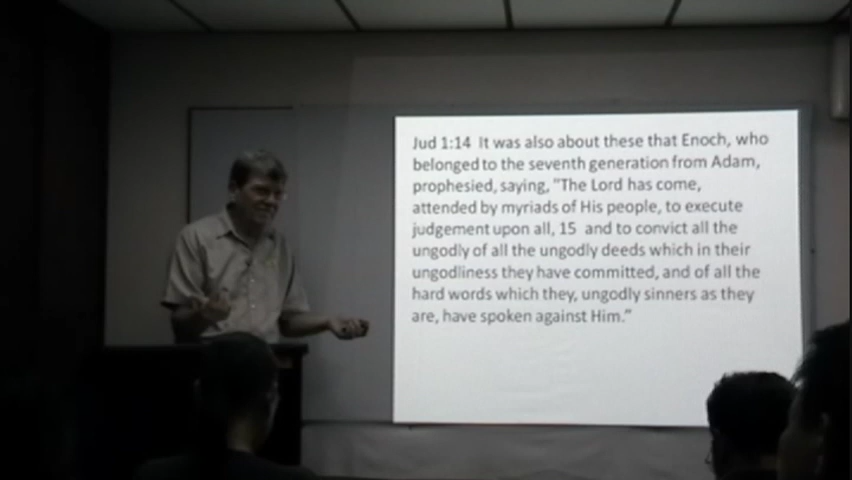 Jud 1:14  It was also about these that Enoch, who
belonged to the seventh generation from Adam,
prophesied, saying, "The Lord has come,
attended by myriads of His people, to execute
judgement upon all, 15  and to convict all the
ungodly of all the ungodly deeds which in their
ungodliness they have committed, and of all the
hard words which they, ungodly sinners as they
are, have spoken against Him."